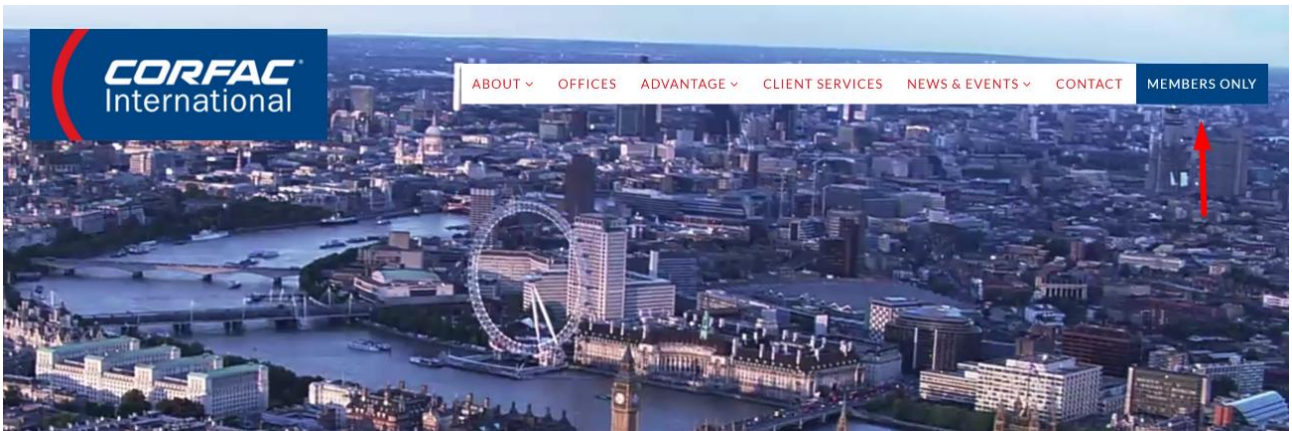 CORFAC®
International
ABOUT OFFICES ADVANTAGE CLIENT SERVICES NEWS & EVENTS CONTACT MEMBERS ONLY